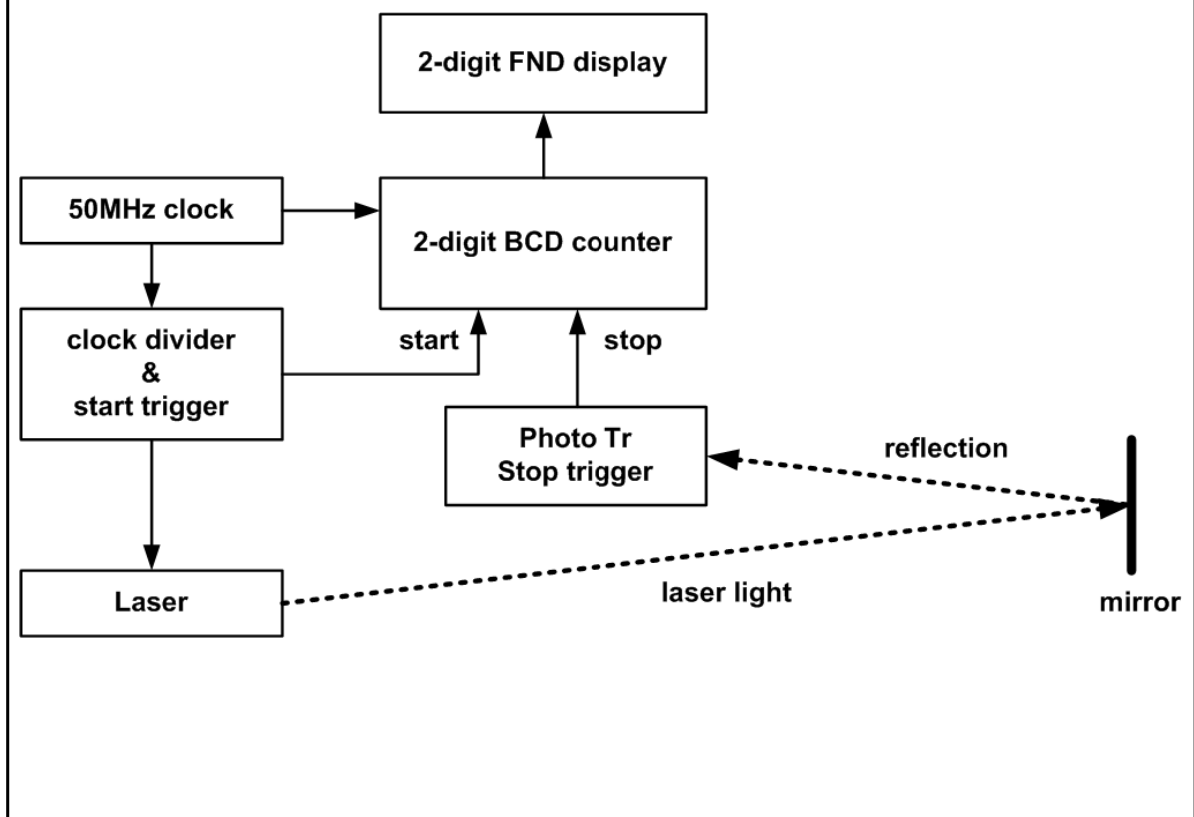 2-digit FND display
50MHz clock
2-digit BCD counter
clock divider
&
start trigger
start
stop
Photo Tr
Stop trigger
reflection
Laser
laser light
mirror